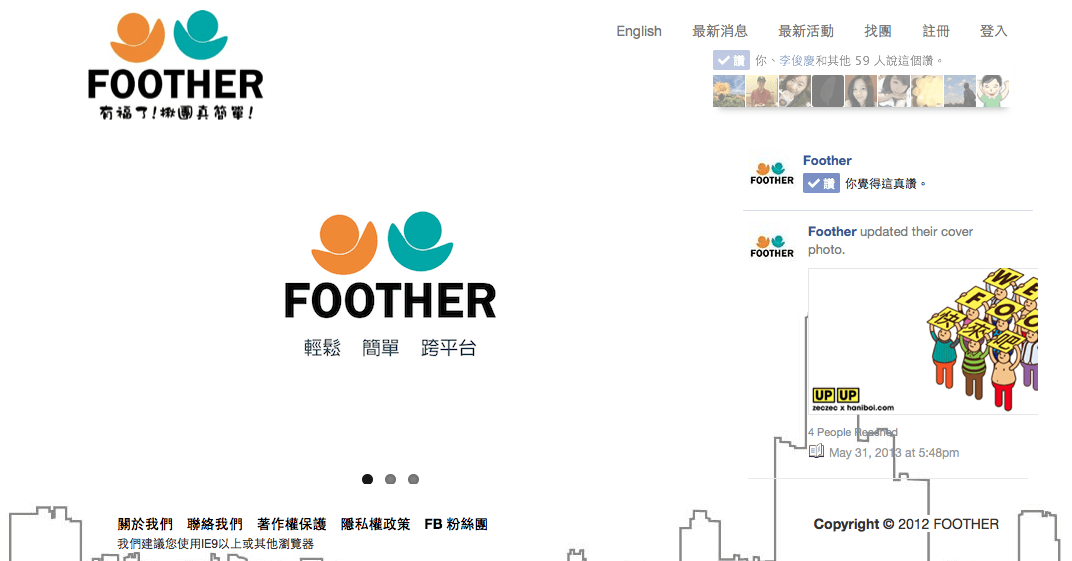 FOOTHER
有福了!揪團真簡單!
English 最新消息 最新活動 找團 註冊 登入
讚 你、李俊慶和其他 59 人說這個讚。
Foother
讚 你覺得這真讚。
FOOTHER
Foother updated their cover
photo.
FOOTHER
WE
FOO
快來吧
UP UP
zeczec x haniboi.com
4 People Reached
May 31, 2013 at 5:48pm
FOOTHER
輕鬆 簡單 跨平台
關於我們 聯絡我們 著作權保護 隱私權政策 FB 粉絲團
我們建議您使用IE9以上或其他瀏覽器
Copyright © 2012 FOOTHER